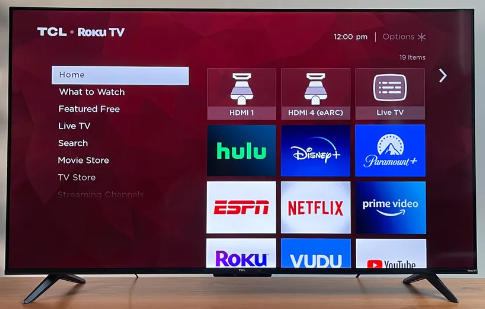 TCL • Roku TV
12:00 pm | Options
19 Items
Home
What to Watch
Featured Free
Live TV
Search
Movie Store
TV Store
Streaming Channels
HDMI 1
HDMI 4 (eARC)
Live TV
hulu
Disney+
Paramount+
ESPN
NETFLIX
prime video
Roku
VUDU
YouTube
TCL